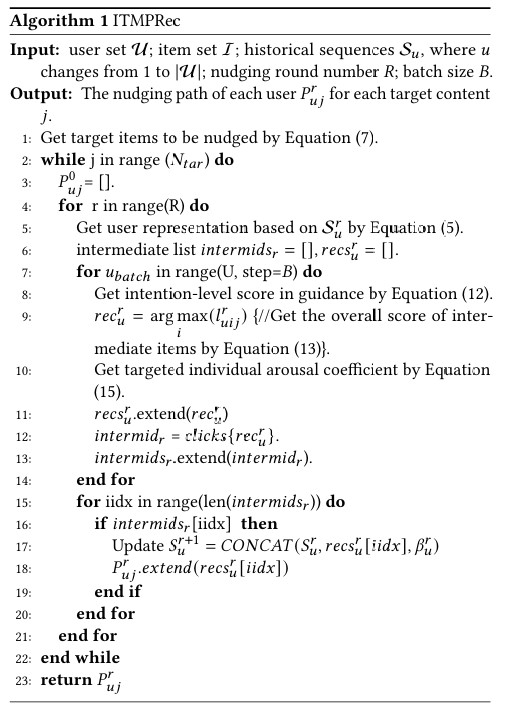 Algorithm 1 ITMPRec
Input: user set 𝒰; item set ℐ; historical sequences 𝒮_u, where u
changes from 1 to |𝒰|; nudging round number R; batch size B.
Output: The nudging path of each user P_{uj}^r for each target content
j.
1: Get target items to be nudged by Equation (7).
2: while j in range (N_{tar}) do
3: P_{uj}^0= [].
4: for r in range(R) do
5: Get user representation based on 𝒮_u^r by Equation (5).
6: intermediate list intermids_r = [], recs_u^r = [].
7: for u_{batch} in range(U, step=B) do
8: Get intention-level score in guidance by Equation (12).
9: rec_u^r = arg max_i(l_{uij}^r) {//Get the overall score of inter-
mediate items by Equation (13)}.
10: Get targeted individual arousal coefficient by Equation
(15).
11: recs_u^r.extend(rec_u^r)
12: intermid_r = clicks{rec_u^r}.
13: intermids_r.extend(intermid_r).
14: end for
15: for iidx in range(len(intermids_r)) do
16: if intermids_r[iidx] then
17: Update S_u^{r+1} = CONCAT(S_u^r, recs_u^r[iidx], β_u^r)
18: P_{uj}^r.extend(recs_u^r[iidx])
19: end if
20: end for
21: end for
22: end while
23: return P_{uj}^r